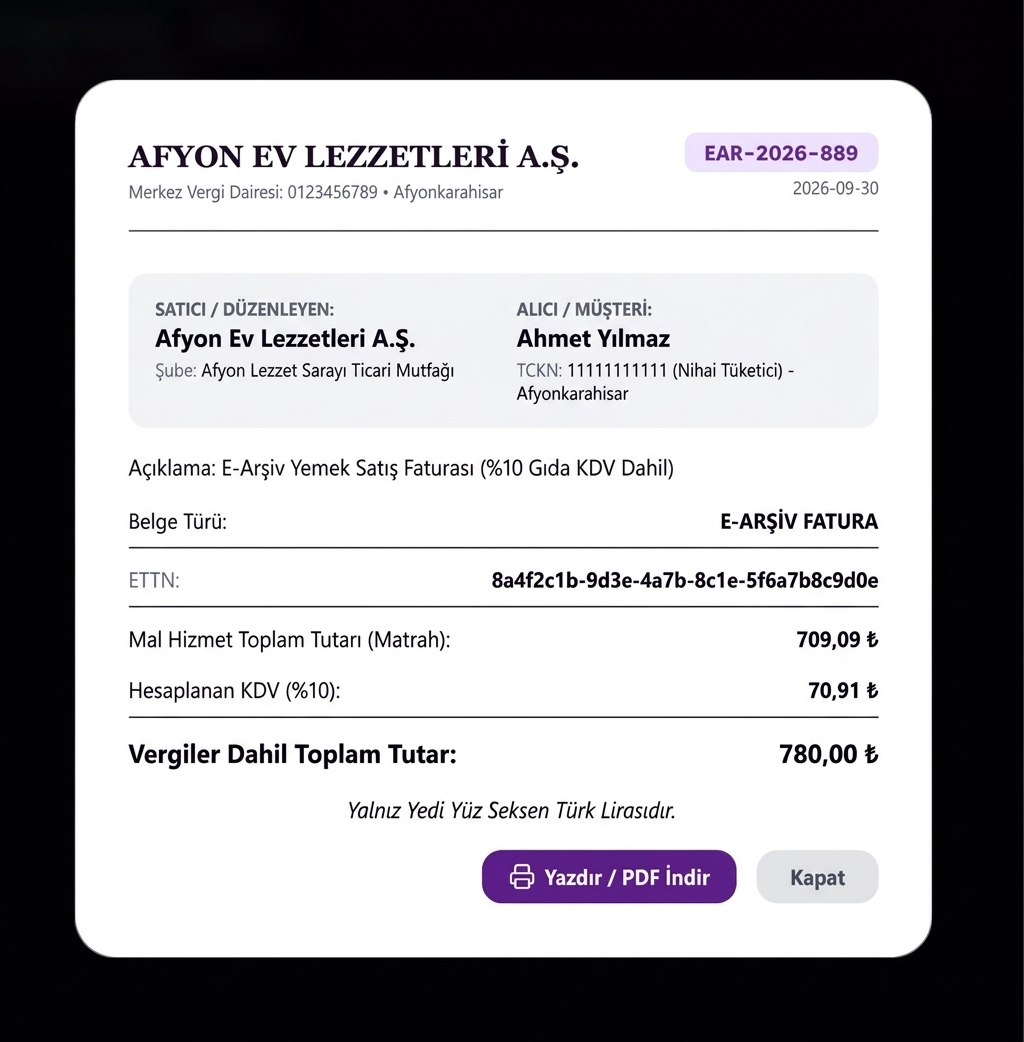 AFYON EV LEZZETLERİ A.Ş.
EAR-2026-889
Merkez Vergi Dairesi: 0123456789 • Afyonkarahisar
2026-09-30
SATICI / DÜZENLEYEN:
Afyon Ev Lezzetleri A.Ş.
Şube: Afyon Lezzet Sarayı Ticari Mutfağı
ALICI / MÜŞTERİ:
Ahmet Yılmaz
TCKN: 11111111111 (Nihai Tüketici) -
Afyonkarahisar
Açıklama: E-Arşiv Yemek Satış Faturası (%10 Gıda KDV Dahil)
Belge Türü: E-ARŞİV FATURA
ETTN: 8a4f2c1b-9d3e-4a7b-8c1e-5f6a7b8c9d0e
Mal Hizmet Toplam Tutarı (Matrah): 709,09 ₺
Hesaplanan KDV (%10): 70,91 ₺
Vergiler Dahil Toplam Tutar: 780,00 ₺
Yalnız Yedi Yüz Seksen Türk Lirasıdır.
Yazdır / PDF İndir
Kapat